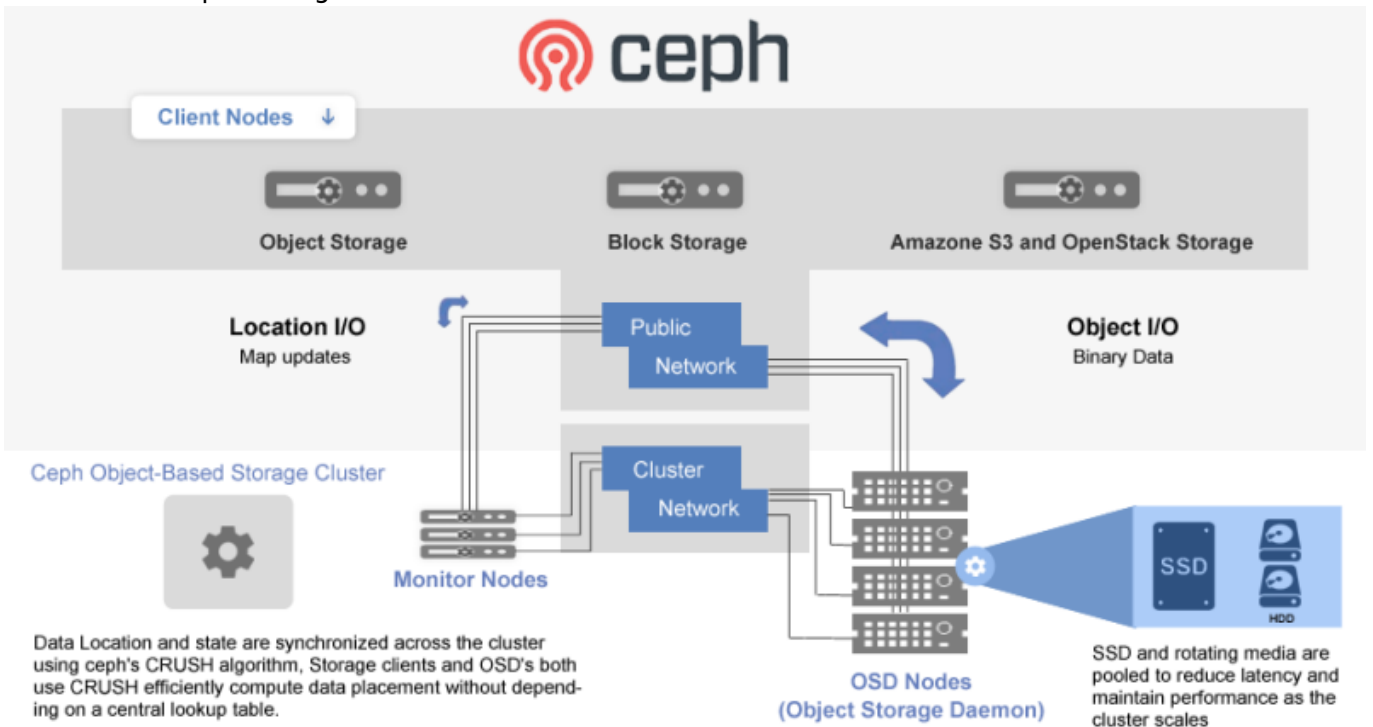 ceph
Client Nodes ↓
Object Storage
Block Storage
Amazone S3 and OpenStack Storage
Location I/O
Map updates
Public
Network
Object I/O
Binary Data
Ceph Object-Based Storage Cluster
Cluster
Network
Monitor Nodes
SSD
HDD
Data Location and state are synchronized across the cluster
using ceph's CRUSH algorithm, Storage clients and OSD's both
use CRUSH efficiently compute data placement without depend-
ing on a central lookup table.
OSD Nodes
(Object Storage Daemon)
SSD and rotating media are
pooled to reduce latency and
maintain performance as the
cluster scales